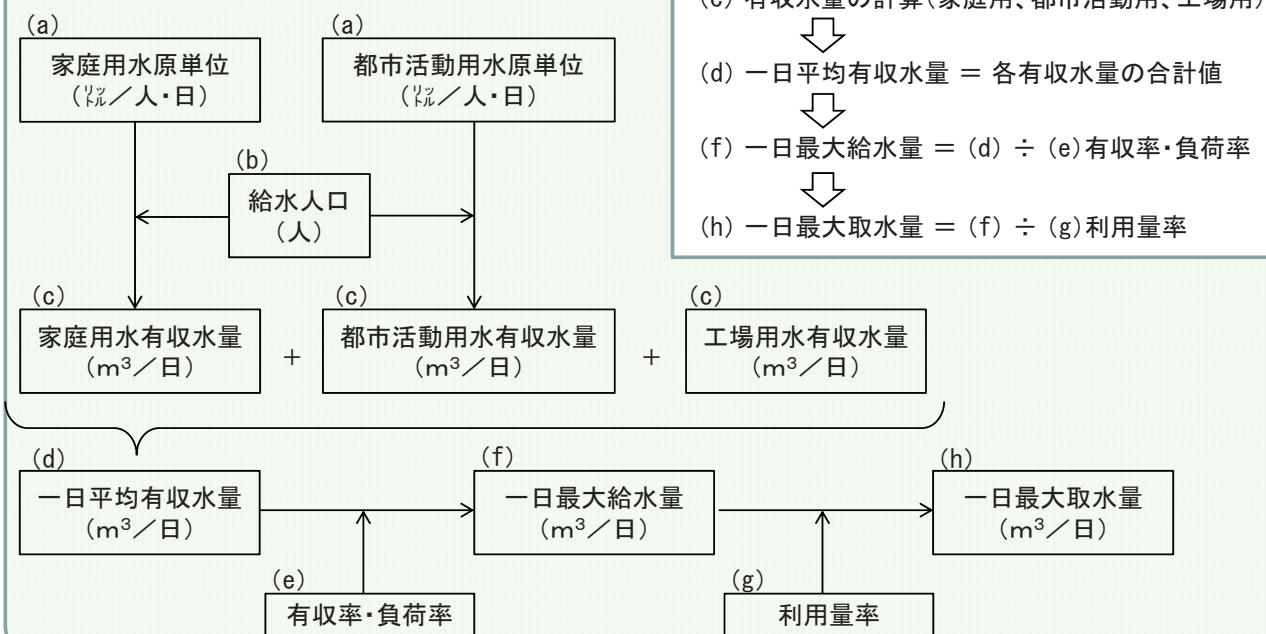 (c) 有収水量の計算(家庭用、都市活動用、工場用)
(d) 一日平均有収水量 = 各有収水量の合計値
(f) 一日最大給水量 = (d) ÷ (e)有収率・負荷率
(h) 一日最大取水量 = (f) ÷ (g)利用量率
(a)
家庭用水原単位
(㍑/人・日)
(a)
都市活動用水原単位
(㍑/人・日)
(b)
給水人口
(人)
(c)
家庭用水有収水量
(m³/日)
+
(c)
都市活動用水有収水量
(m³/日)
+
(c)
工場用水有収水量
(m³/日)
(d)
一日平均有収水量
(m³/日)
(f)
一日最大給水量
(m³/日)
(h)
一日最大取水量
(m³/日)
(e)
有収率・負荷率
(g)
利用量率